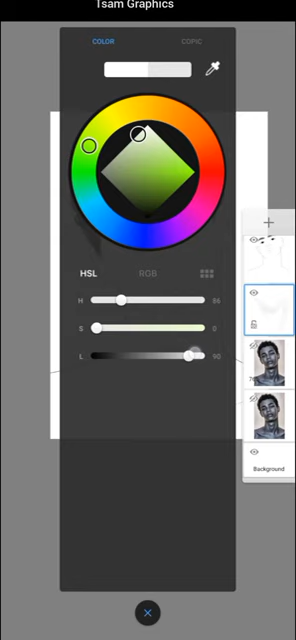 Tsam Graphics
COLOR
COPIC
HSL
RGB
H
86
S
0
L
90
Background